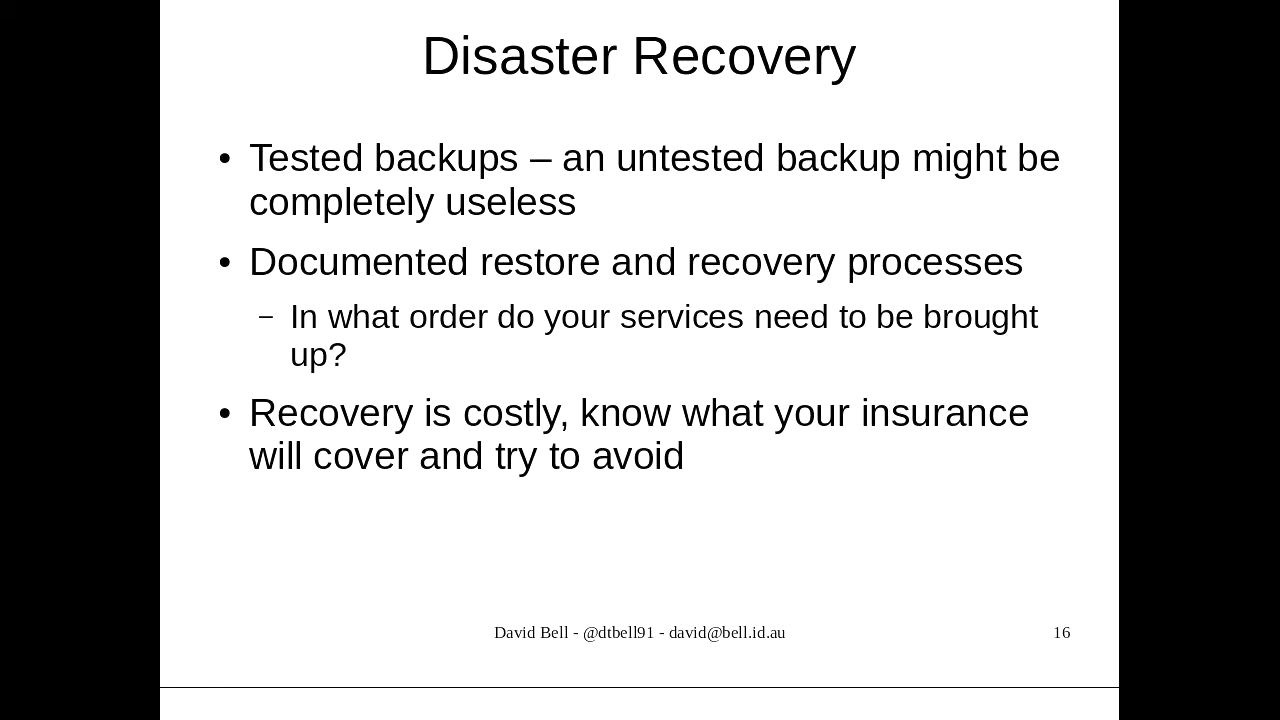 Disaster Recovery
• Tested backups – an untested backup might be
completely useless
• Documented restore and recovery processes
– In what order do your services need to be brought
up?
• Recovery is costly, know what your insurance
will cover and try to avoid
David Bell - @dtbell91 - david@bell.id.au
16